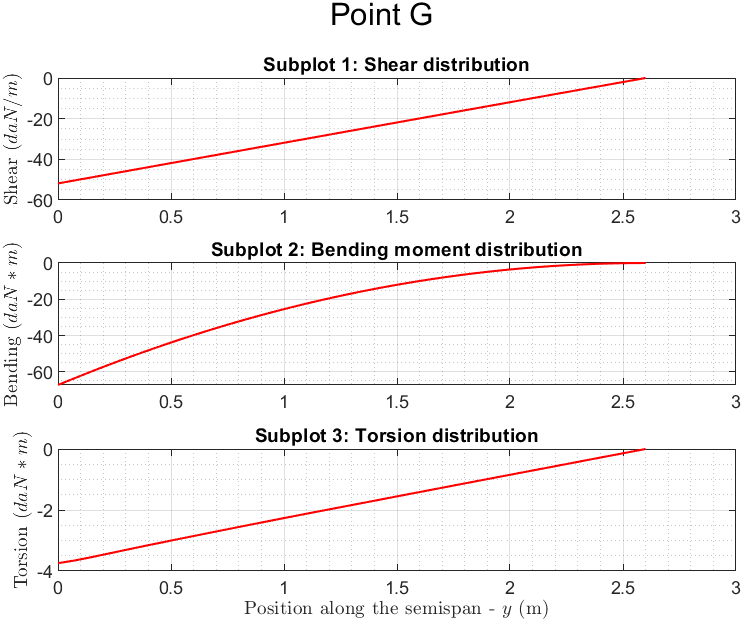 Point G
Subplot 1: Shear distribution
Shear (daN/m)
0
-20
-40
-60
0 0.5 1 1.5 2 2.5 3
Subplot 2: Bending moment distribution
Bending (daN * m)
0
-20
-40
-60
0 0.5 1 1.5 2 2.5 3
Subplot 3: Torsion distribution
Torsion (daN * m)
0
-2
-4
0 0.5 1 1.5 2 2.5 3
Position along the semispan - y (m)